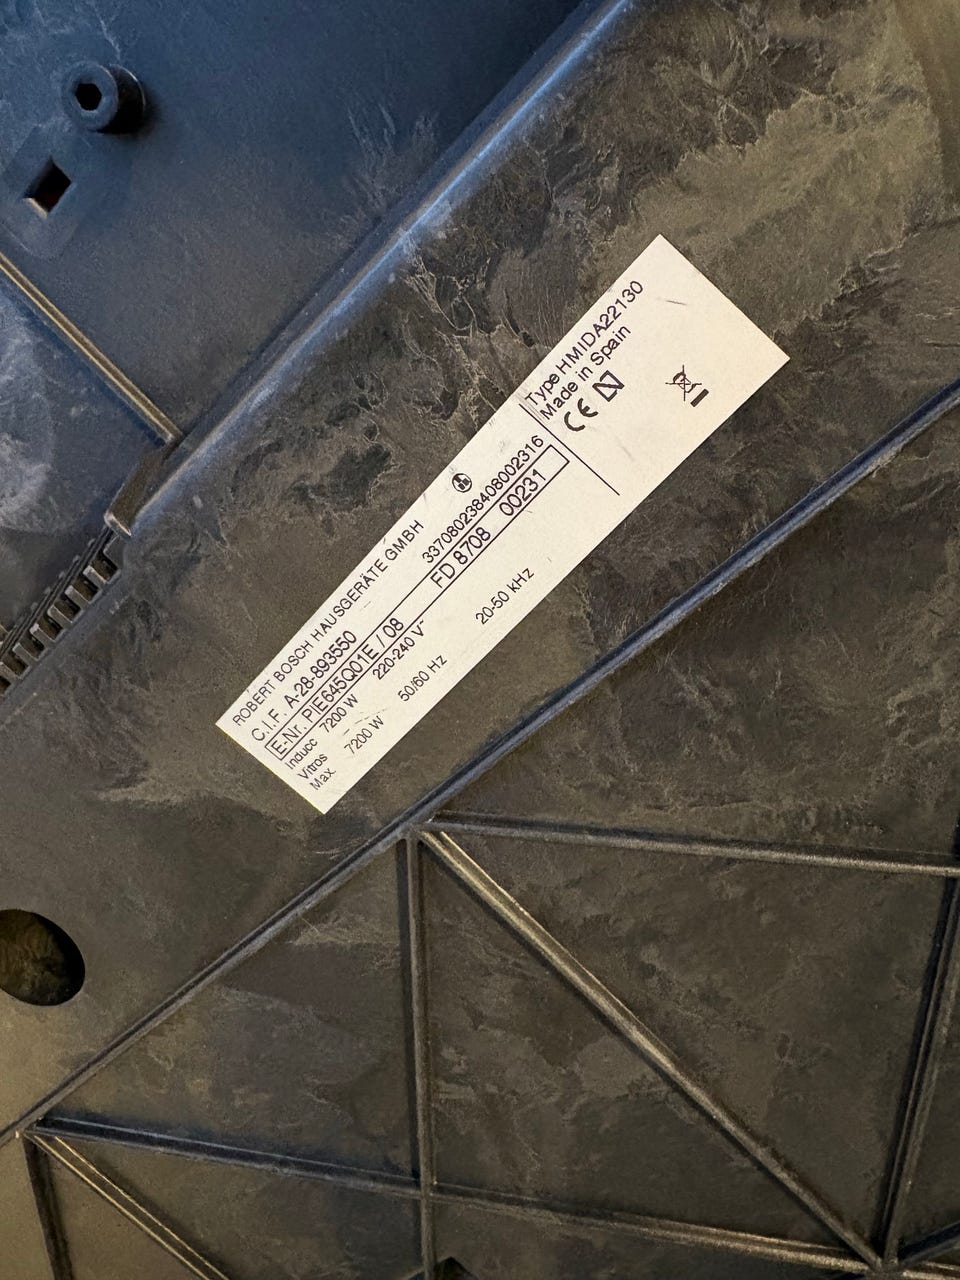 ROBERT BOSCH HAUSGERÄTE GMBH
C.I.F. A-28-893550 337080238408002316
E-Nr. PIE645Q01E / 08 FD 8708 00231
Inducc 7200 W 220-240 V~
Vitros 50/60 Hz 20-50 kHz
Max. 7200 W
Type HMIDA22130
Made in Spain
CE N